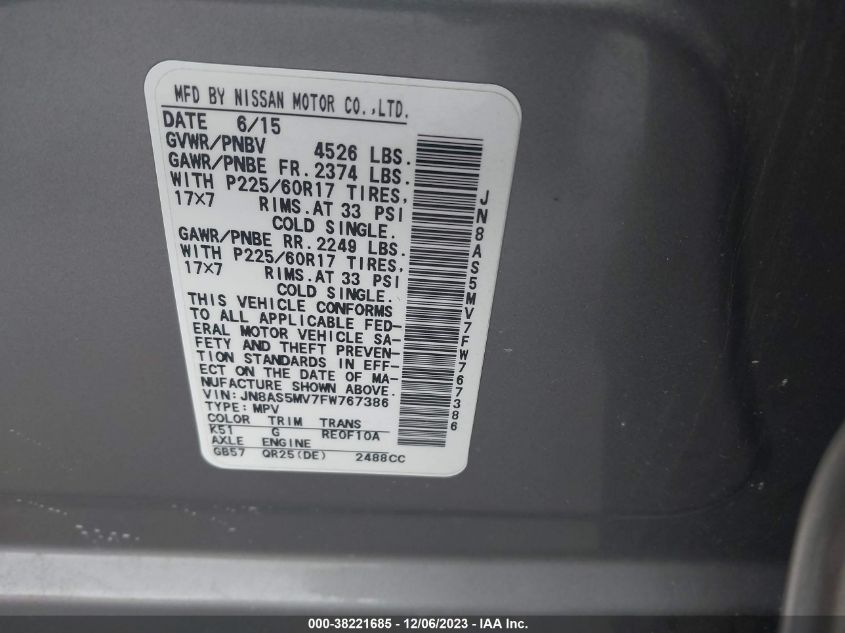 MFD BY NISSAN MOTOR CO.,LTD.
DATE 6/15
GVWR/PNBV 4526 LBS.
GAWR/PNBE FR.2374 LBS.
WITH P225/60R17 TIRES,
17×7 RIMS.AT 33 PSI
COLD SINGLE.
GAWR/PNBE RR.2249 LBS.
WITH P225/60R17 TIRES,
17×7 RIMS.AT 33 PSI
COLD SINGLE.
THIS VEHICLE CONFORMS
TO ALL APPLICABLE FED-
ERAL MOTOR VEHICLE SA-
FETY AND THEFT PREVEN-
TION STANDARDS IN EFF-
ECT ON THE DATE OF MA-
NUFACTURE SHOWN ABOVE.
VIN:JN8AS5MV7FW767386
TYPE:MPV
COLOR TRIM TRANS
K51 G RE0F10A
AXLE ENGINE
GB57 QR25(DE) 2488CC
JN8AS5MV7FW767386
000-38221685 - 12/06/2023 - IAA Inc.